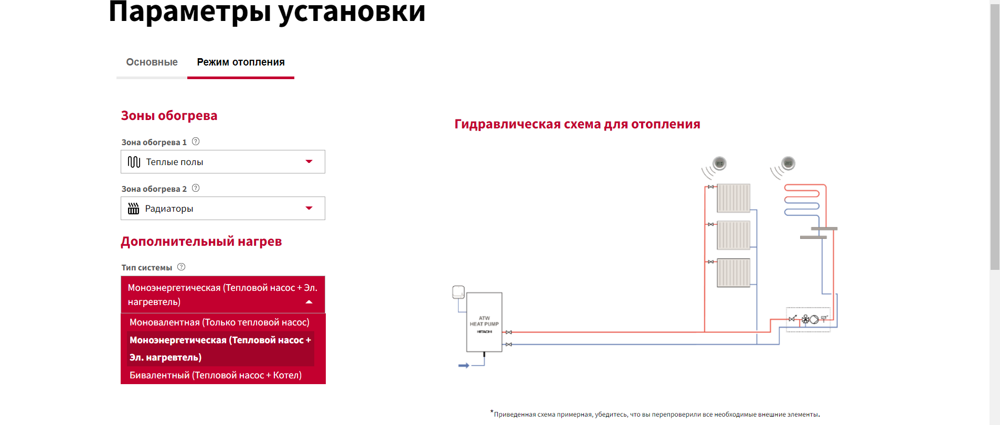 Параметры установки
Основные
Режим отопления
Зоны обогрева
Зона обогрева 1 ?
Теплые полы
Зона обогрева 2 ?
Радиаторы
Дополнительный нагрев
Тип системы ?
Моноэнергетическая (Тепловой насос + Эл.
нагревтель)
Моновалентная (Только тепловой насос)
Моноэнергетическая (Тепловой насос +
Эл. нагревтель)
Бивалентный (Тепловой насос + Котел)
Гидравлическая схема для отопления
ATW
HEAT PUMP
HITACHI
*Приведенная схема примерная, убедитесь, что вы перепроверили все необходимые внешние элементы.